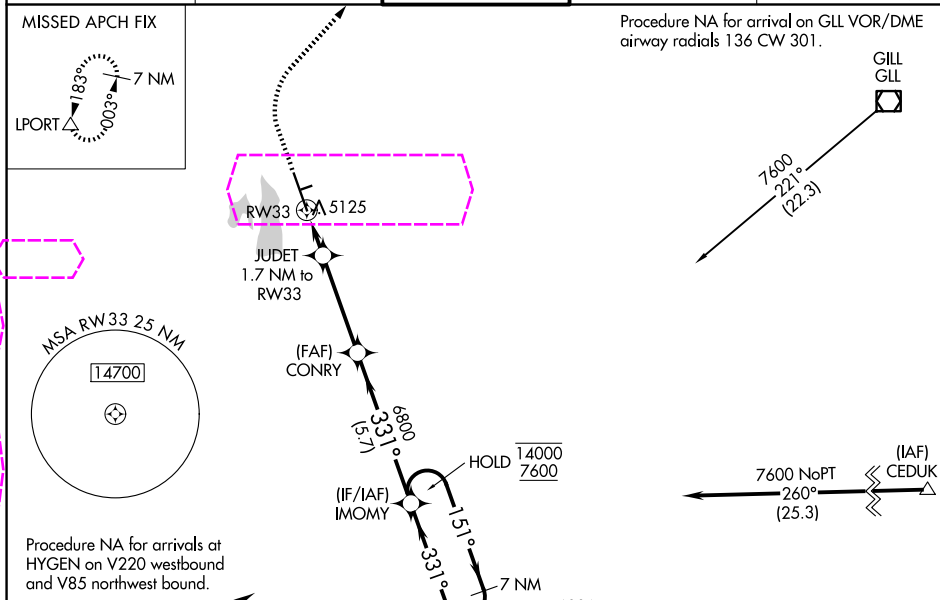 MISSED APCH FIX
7 NM
183°
003°
LPORT
Procedure NA for arrival on GLL VOR/DME
airway radials 136 CW 301.
GILL
GLL
7600
221°
(22.3)
RW33
5125
JUDET
1.7 NM to
RW33
MSA RW33 25 NM
14700
(FAF)
CONRY
6800
331°
(5.7)
HOLD
14000
7600
(IF/IAF)
IMOMY
151°
331°
7 NM
(IAF)
CEDUK
7600 NoPT
260°
(25.3)
Procedure NA for arrivals at
HYGEN on V220 westbound
and V85 northwest bound.